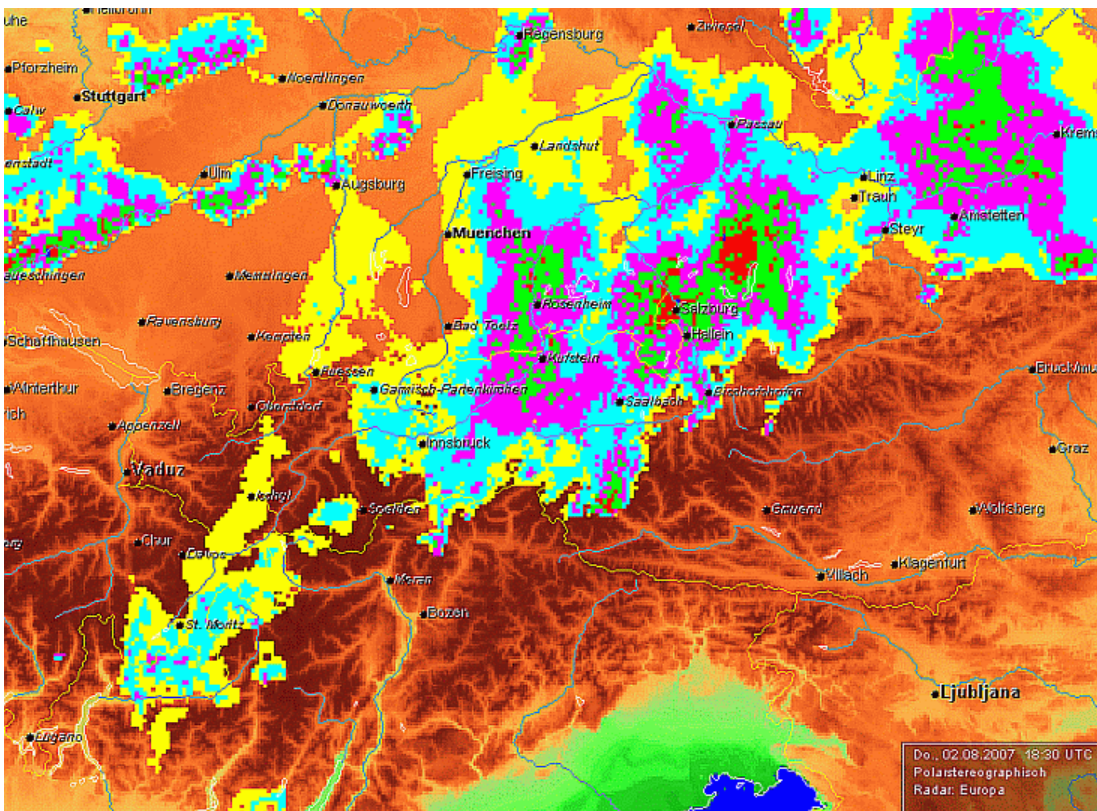 Heilbronn
Regensburg
Zwiesel
Pforzheim
Noerdlingen
Stuttgart
Donauwoerth
Calw
Passau
Krems
Landshut
Ulm
Freising
Linz
Augsburg
Traun
Amstetten
Muenchen
Steyr
Memmingen
Rosenheim
Salzburg
Ravensburg
Bad Toelz
Kempten
Hallein
Schaffhausen
Kufstein
Fuessen
Bruck/mu
Winterthur
Bregenz
Garmisch-Partenkirchen
Bischofshofen
Oberstdorf
Saalbach
Appenzell
Innsbruck
Graz
Vaduz
Ischgl
Soelden
Gmuend
Wolfsberg
Chur
Davos
Klagenfurt
Meran
Villach
Bozen
St. Moritz
Ljubljana
Lugano
Do., 02.08.2007 18:30 UTC
Polarstereographisch
Radar: Europa